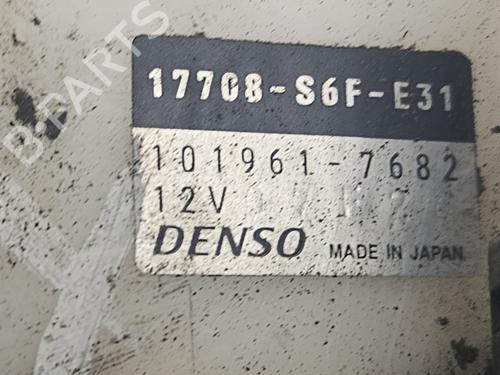 B-PARTS
17708-S6F-E31
101961-7682
12V
DENSO MADE IN JAPAN